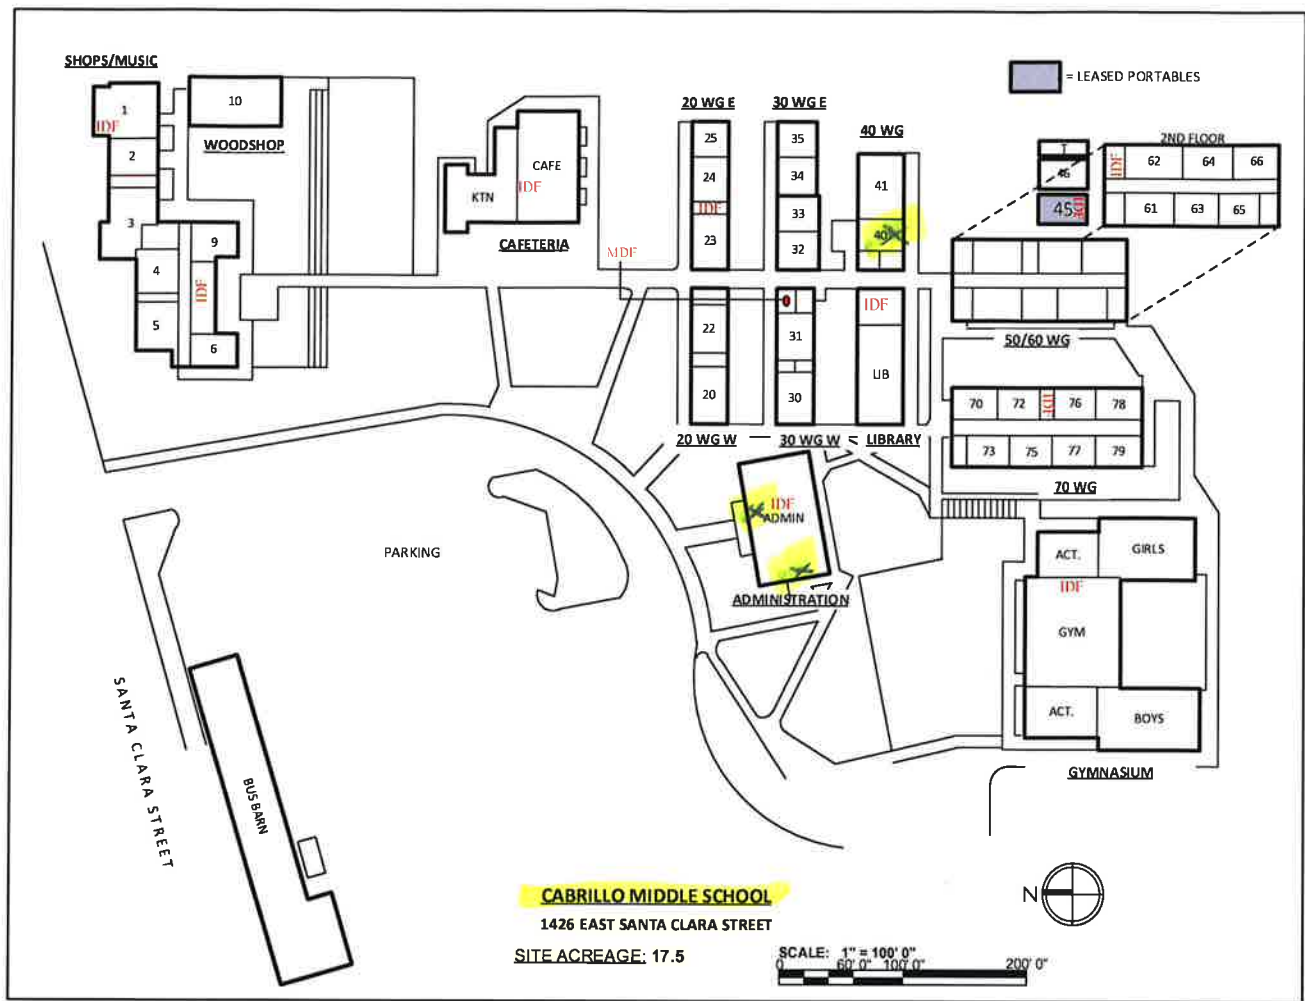 SHOPS/MUSIC
1
IDF
2
3
4
5
9
IDF
6
10
WOODSHOP
CAFE
KTN
IDF
CAFETERIA
MDF
20 WG E
25
24
IDF
23
22
20
20 WG W
30 WG E
35
34
33
32
31
30
30 WG W
40 WG
41
40
IDF
LIB
LIBRARY
= LEASED PORTABLES
T
46
45
IDF
2ND FLOOR
IDF
62
64
66
61
63
65
50/60 WG
70
72
IDF
76
78
73
75
77
79
70 WG
IDF
ADMIN
ADMINISTRATION
PARKING
ACT.
GIRLS
IDF
GYM
ACT.
BOYS
GYMNASIUM
SANTA CLARA STREET
BUS BARN
N
CABRILLO MIDDLE SCHOOL
1426 EAST SANTA CLARA STREET
SITE ACREAGE: 17.5
SCALE: 1" = 100' 0"
0 60' 0" 100' 0" 200' 0"